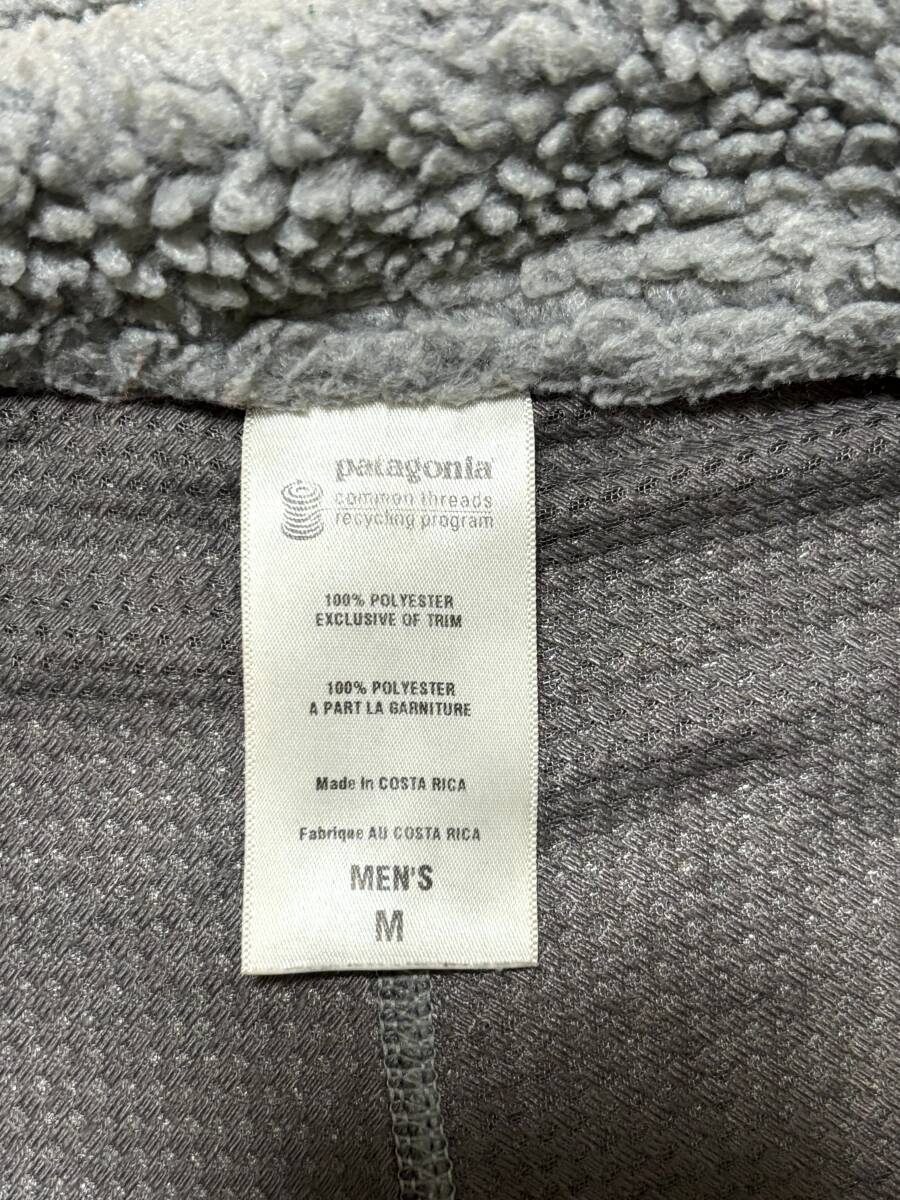 patagonia®
common threads
recycling program
100% POLYESTER
EXCLUSIVE OF TRIM
100% POLYESTER
A PART LA GARNITURE
Made in COSTA RICA
Fabrique AU COSTA RICA
MEN'S
M